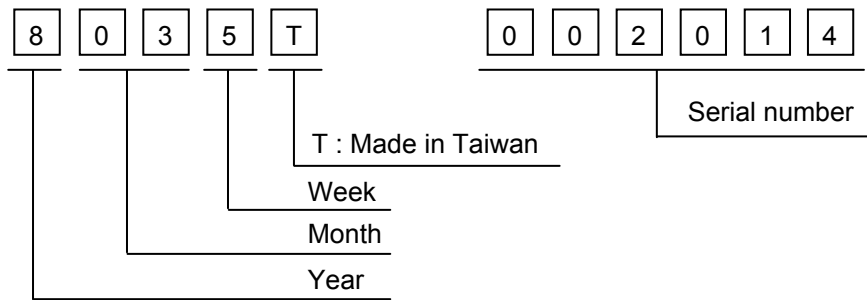 8 0 3 5 T 0 0 2 0 1 4
Serial number
T : Made in Taiwan
Week
Month
Year